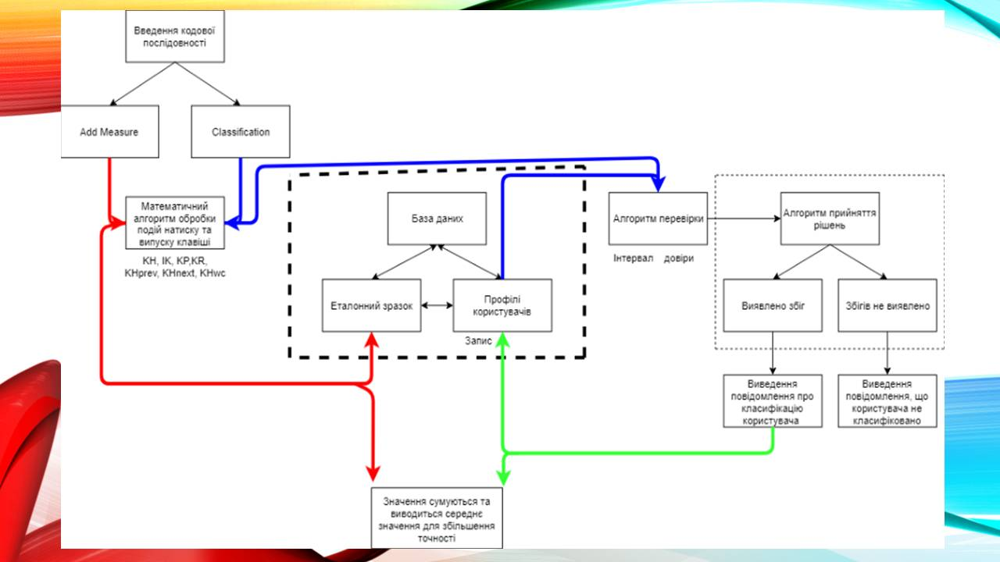 Введення кодової
послідовності
Add Measure
Classification
Математичний
алгоритм обробки
подій натиску та
випуску клавіші
KH, IK, KP,KR,
KHprev, KHnext, KHwc
База даних
Еталонний зразок
Профілі
користувачів
Запис
Алгоритм перевірки
Інтервал довіри
Алгоритм прийняття
рішень
Виявлено збіг
Збігів не виявлено
Виведення
повідомлення про
класифікацію
користувача
Виведення
повідомлення, що
користувача не
класифіковано
Значення сумуються та
виводиться середнє
значення для збільшення
точності